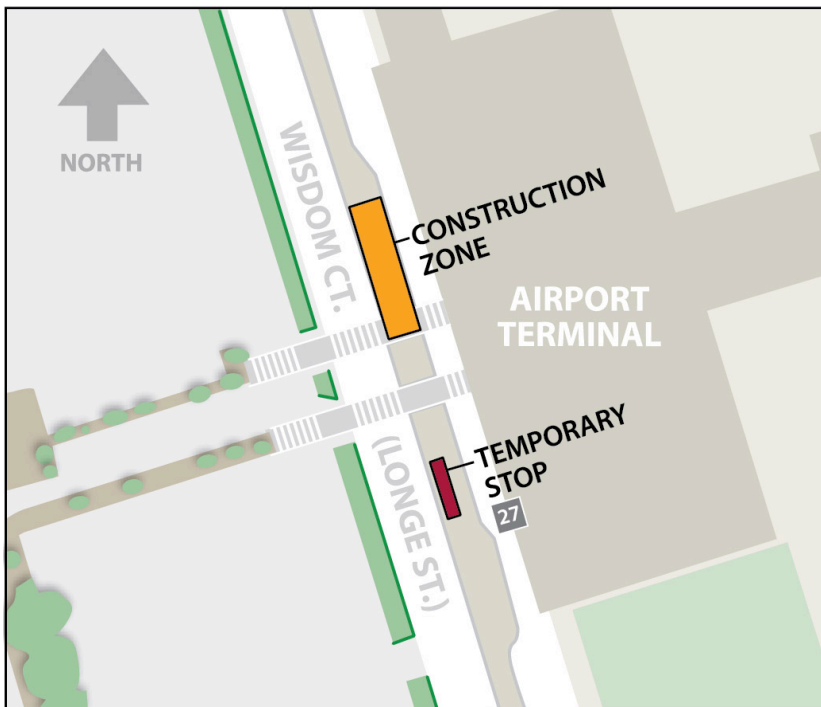 NORTH
WISDOM CT.
CONSTRUCTION
ZONE
AIRPORT
TERMINAL
TEMPORARY
STOP
27
(LONGE ST.)